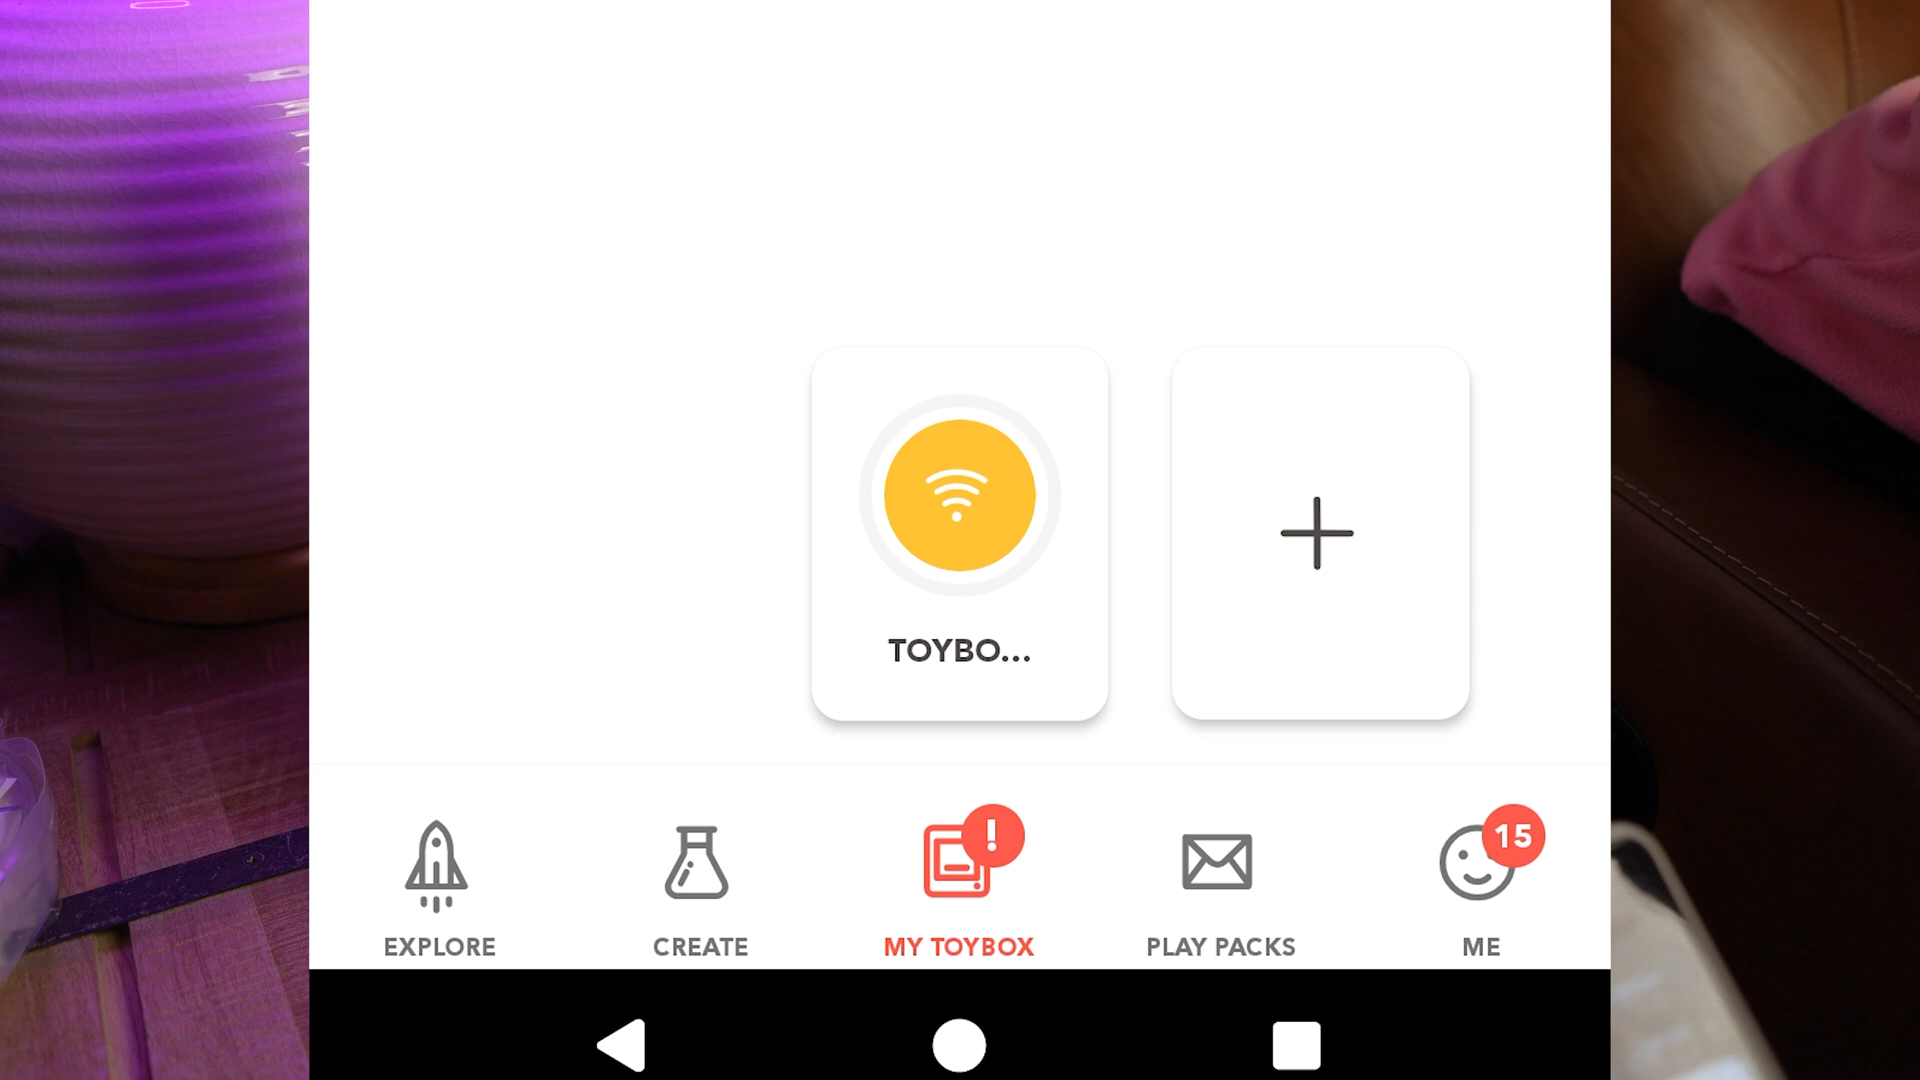 TOYBO...
!
15
EXPLORE
CREATE
MY TOYBOX
PLAY PACKS
ME